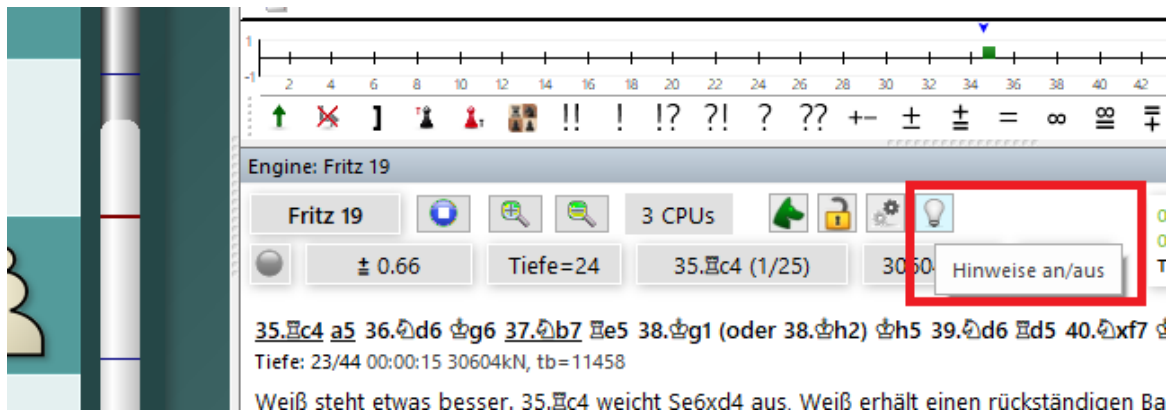 1
-1
2 4 6 8 10 12 14 16 18 20 22 24 26 28 30 32 34 36 38 40 42
!! ! !? ?! ? ?? +− ± ⩲ = ∞ ≌ ∓
Engine: Fritz 19
Fritz 19 3 CPUs
⩲ 0.66 Tiefe=24 35.♖c4 (1/25)
Hinweise an/aus
35.♖c4 a5 36.♘d6 ♔g6 37.♘b7 ♖e5 38.♔g1 (oder 38.♔h2) ♔h5 39.♘d6 ♖d5 40.♘xf7
Tiefe: 23/44 00:00:15 30604kN, tb=11458
Weiß steht etwas besser. 35.♖c4 weicht Se6xd4 aus. Weiß erhält einen rückständigen